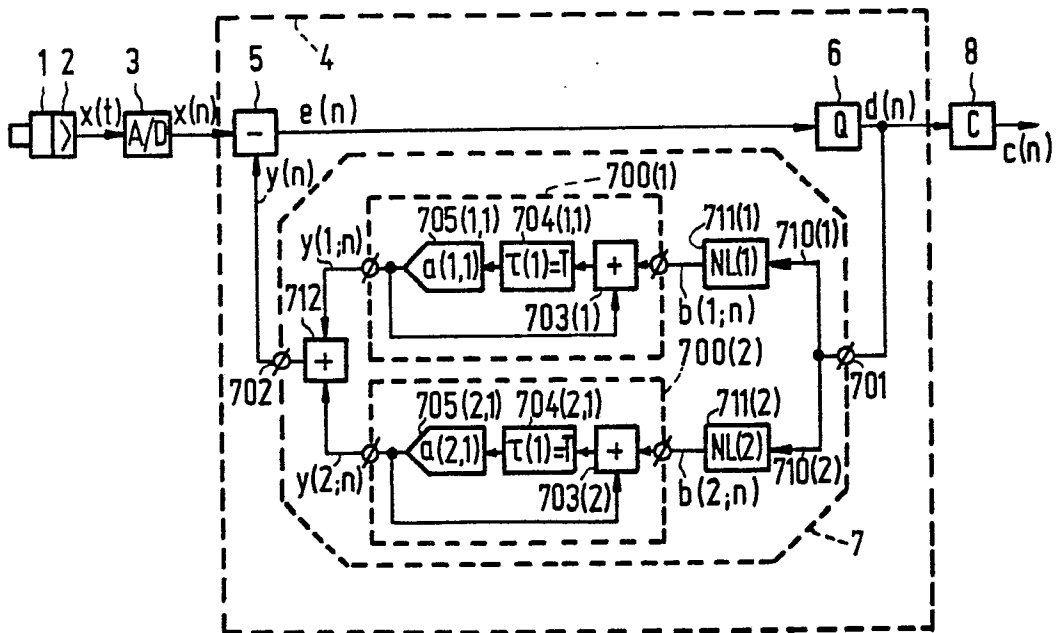 4
1 2 3 5 6 8
x(t) A/D x(n) - e(n) Q d(n) C c(n)
y(n)
700(1)
705(1,1) 704(1,1) 711(1) 710(1)
y(1;n) a(1,1) τ(1)=T + NL(1)
712 703(1) b(1;n)
+ 700(2)
702 701
705(2,1) 704(2,1) 711(2)
a(2,1) τ(1)=T + NL(2)
y(2;n) 703(2) b(2;n) 710(2)
7